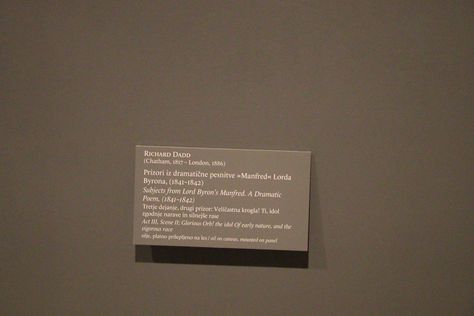 RICHARD DADD
(Chatham, 1817 – London, 1886)
Prizori iz dramatične pesnitve »Manfred« Lorda
Byrona, (1841–1842)
Subjects from Lord Byron's Manfred. A Dramatic
Poem, (1841–1842)
Tretje dejanje, drugi prizor: Veličastna krogla! Ti, idol
zgodnje narave in silnejše rase
Act III, Scene II: Glorious Orb! the idol Of early nature, and the
vigorous race
olje, platno prilepljeno na les / oil on canvas, mounted on panel